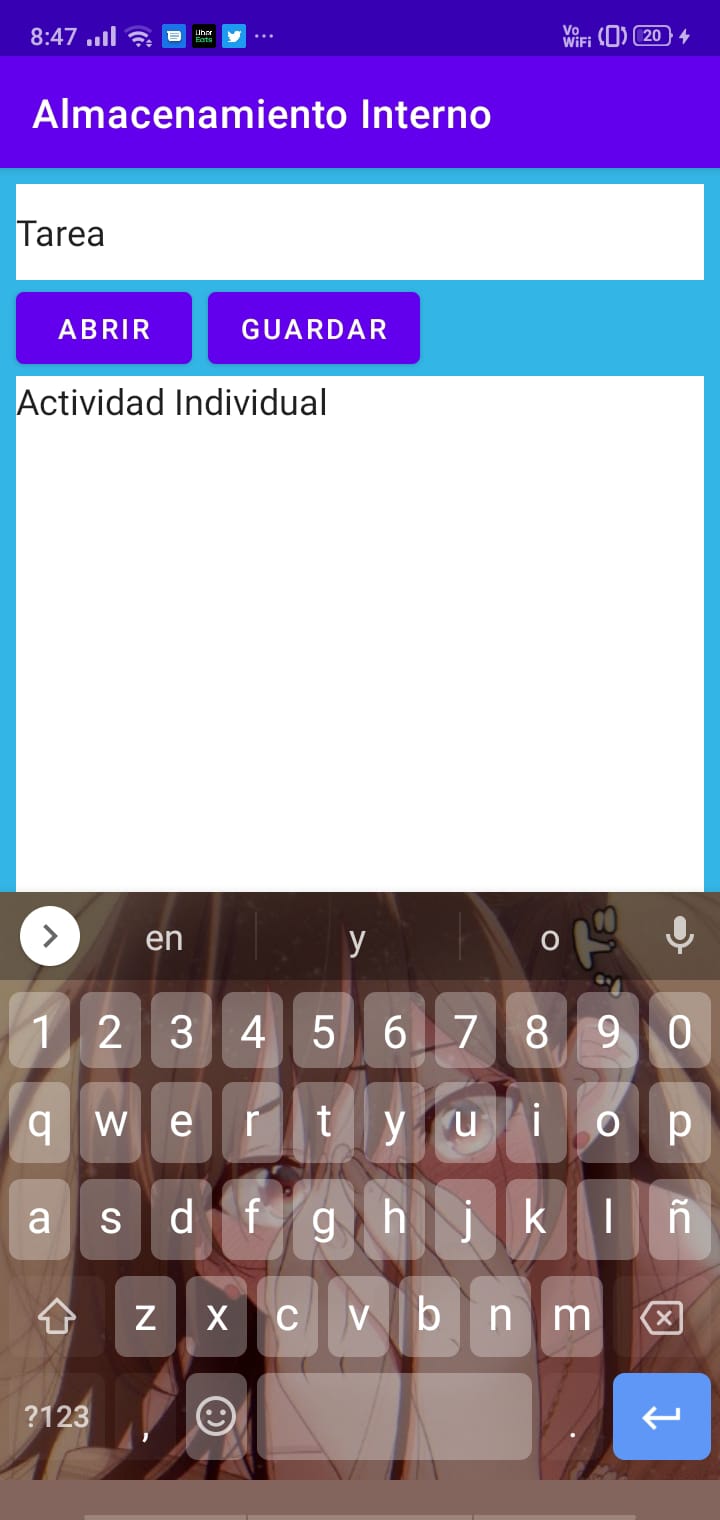 8:47 Uber Eats ... Vo WiFi 20
Almacenamiento Interno
Tarea
ABRIR GUARDAR
Actividad Individual
en y o
1 2 3 4 5 6 7 8 9 0
q w e r t y u i o p
a s d f g h j k l ñ
z x c v b n m
?123 , .